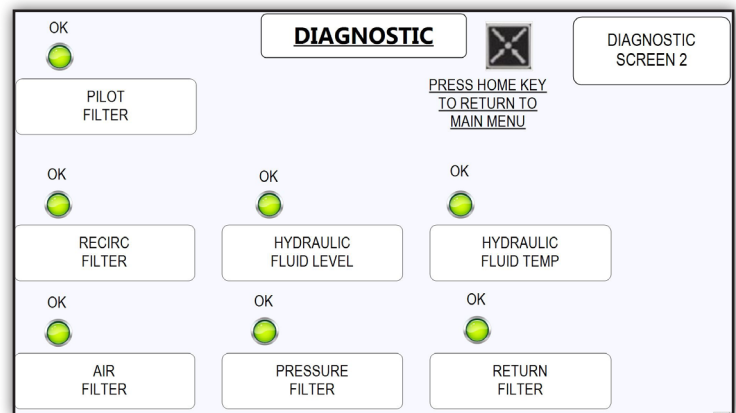 OK
DIAGNOSTIC
DIAGNOSTIC
SCREEN 2
PILOT
FILTER
PRESS HOME KEY
TO RETURN TO
MAIN MENU
OK
OK
OK
RECIRC
FILTER
HYDRAULIC
FLUID LEVEL
HYDRAULIC
FLUID TEMP
OK
OK
OK
AIR
FILTER
PRESSURE
FILTER
RETURN
FILTER